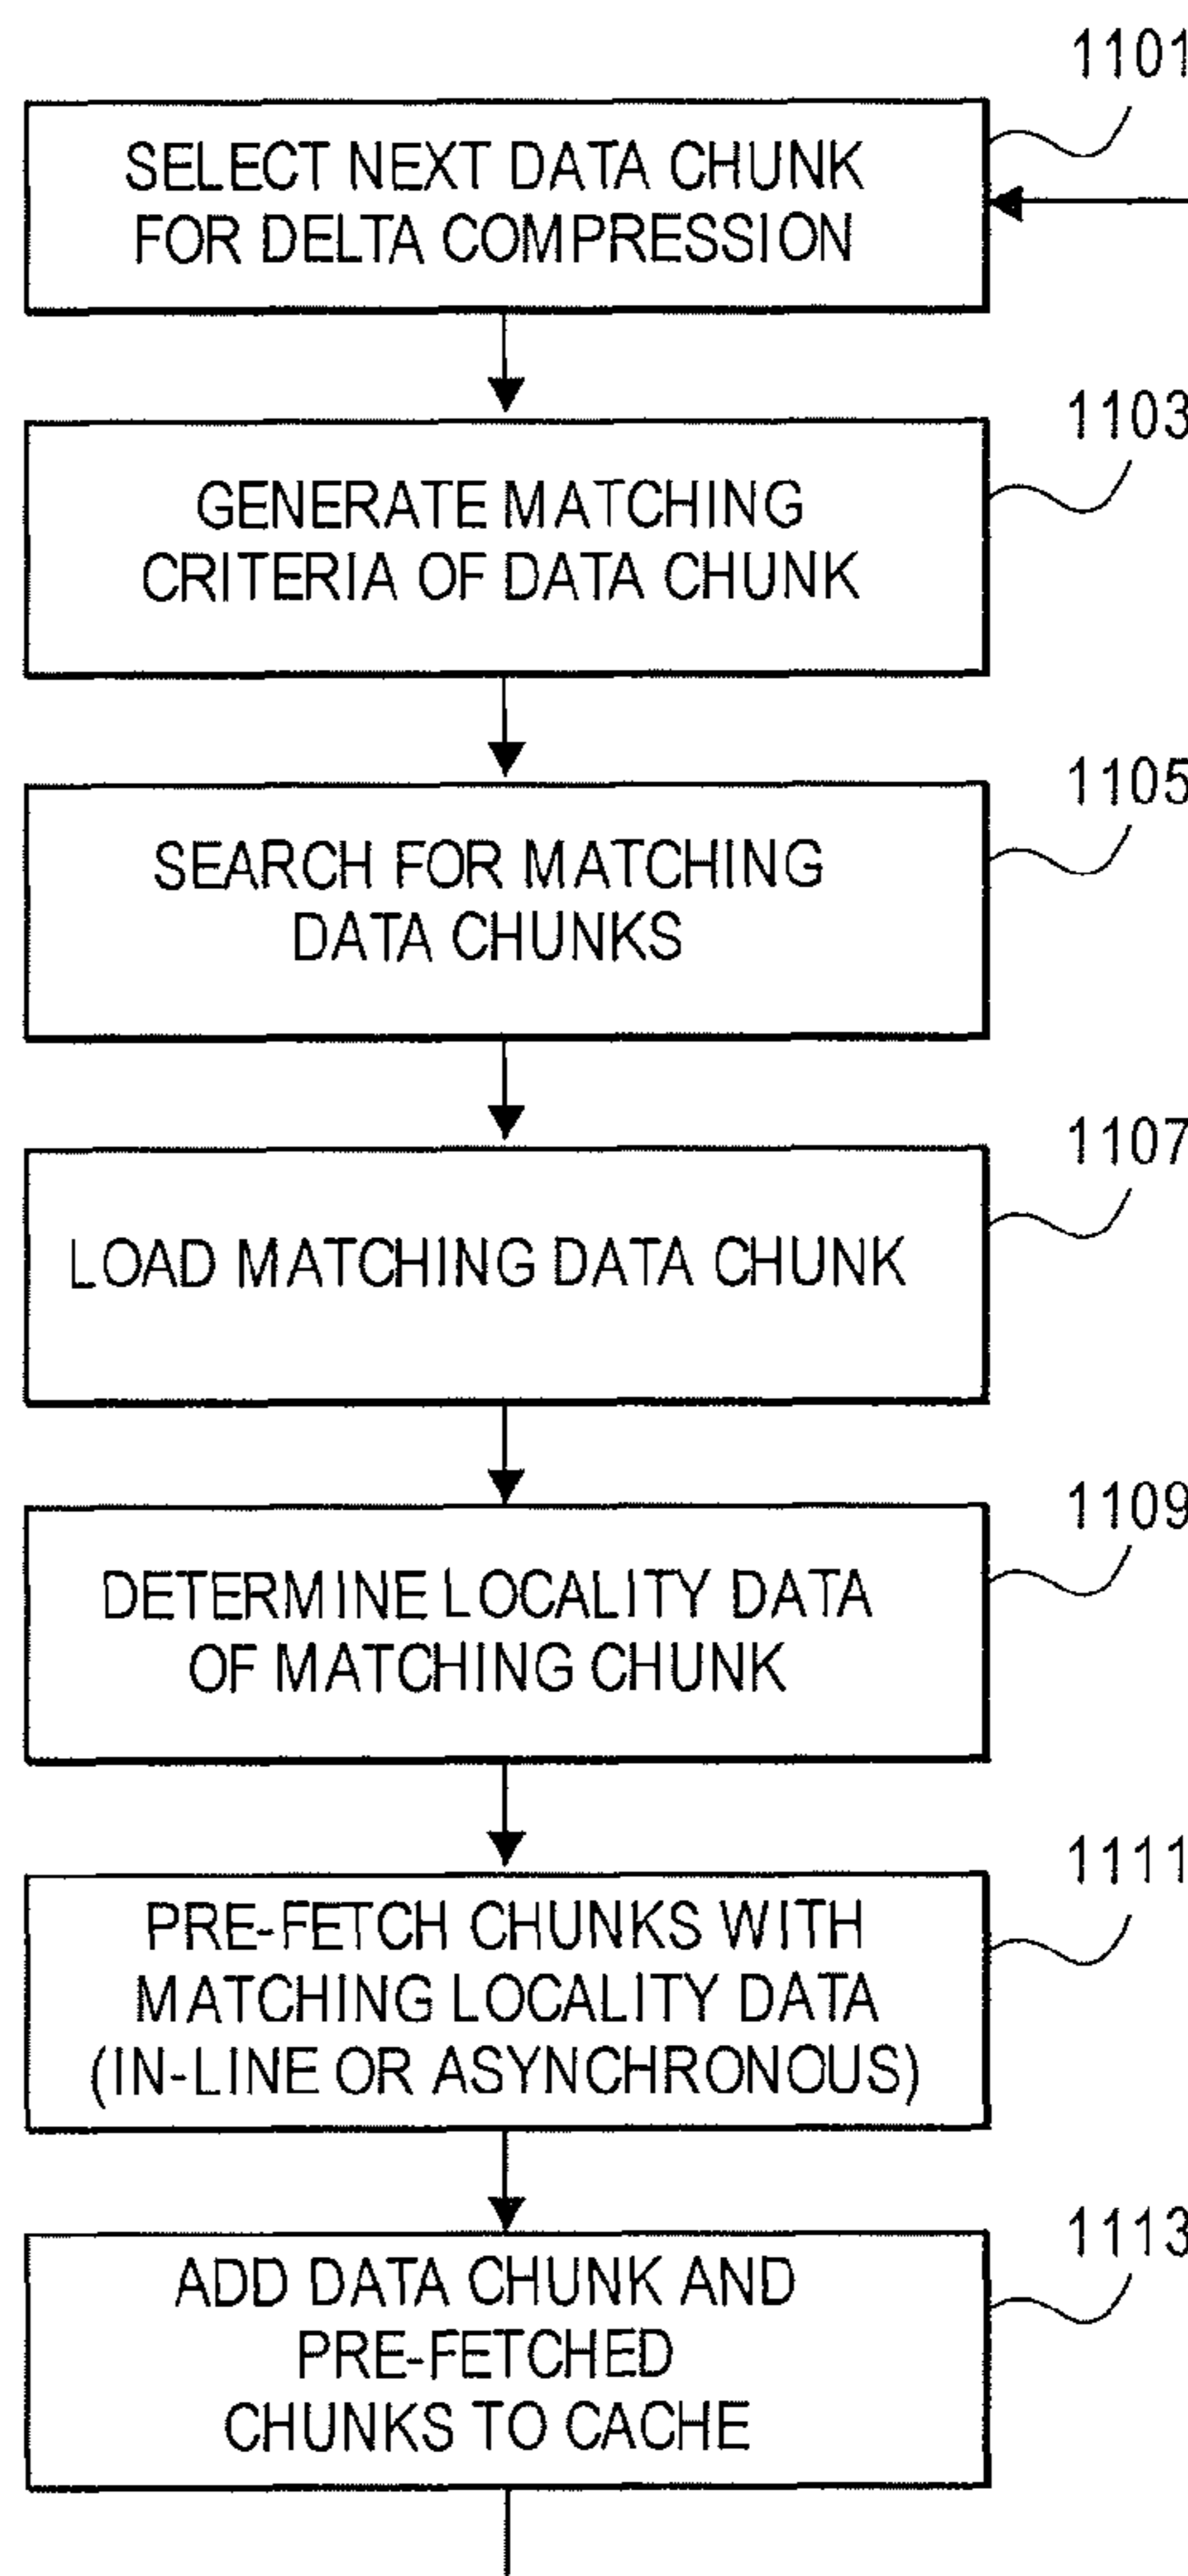 1101
SELECT NEXT DATA CHUNK
FOR DELTA COMPRESSION
1103
GENERATE MATCHING
CRITERIA OF DATA CHUNK
1105
SEARCH FOR MATCHING
DATA CHUNKS
1107
LOAD MATCHING DATA CHUNK
1109
DETERMINE LOCALITY DATA
OF MATCHING CHUNK
1111
PRE-FETCH CHUNKS WITH
MATCHING LOCALITY DATA
(IN-LINE OR ASYNCHRONOUS)
1113
ADD DATA CHUNK AND
PRE-FETCHED
CHUNKS TO CACHE